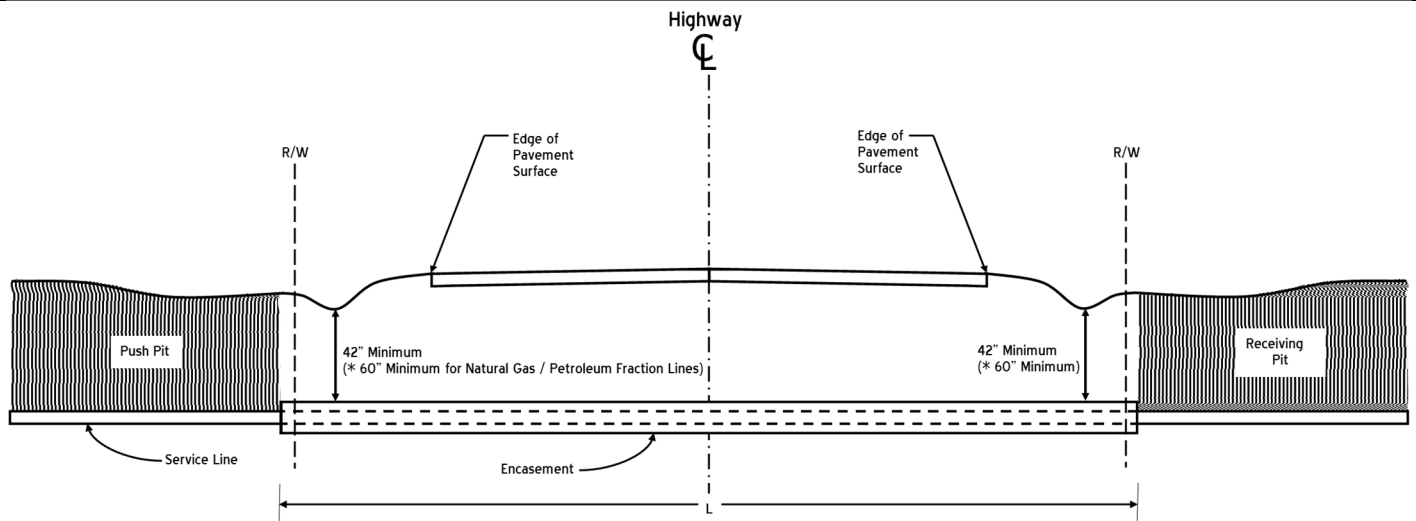 Highway
CL
Edge of
Pavement
Surface
Edge of
Pavement
Surface
R/W
R/W
Push Pit
42" Minimum
(* 60" Minimum for Natural Gas / Petroleum Fraction Lines)
42" Minimum
(* 60" Minimum)
Receiving
Pit
Service Line
Encasement
L